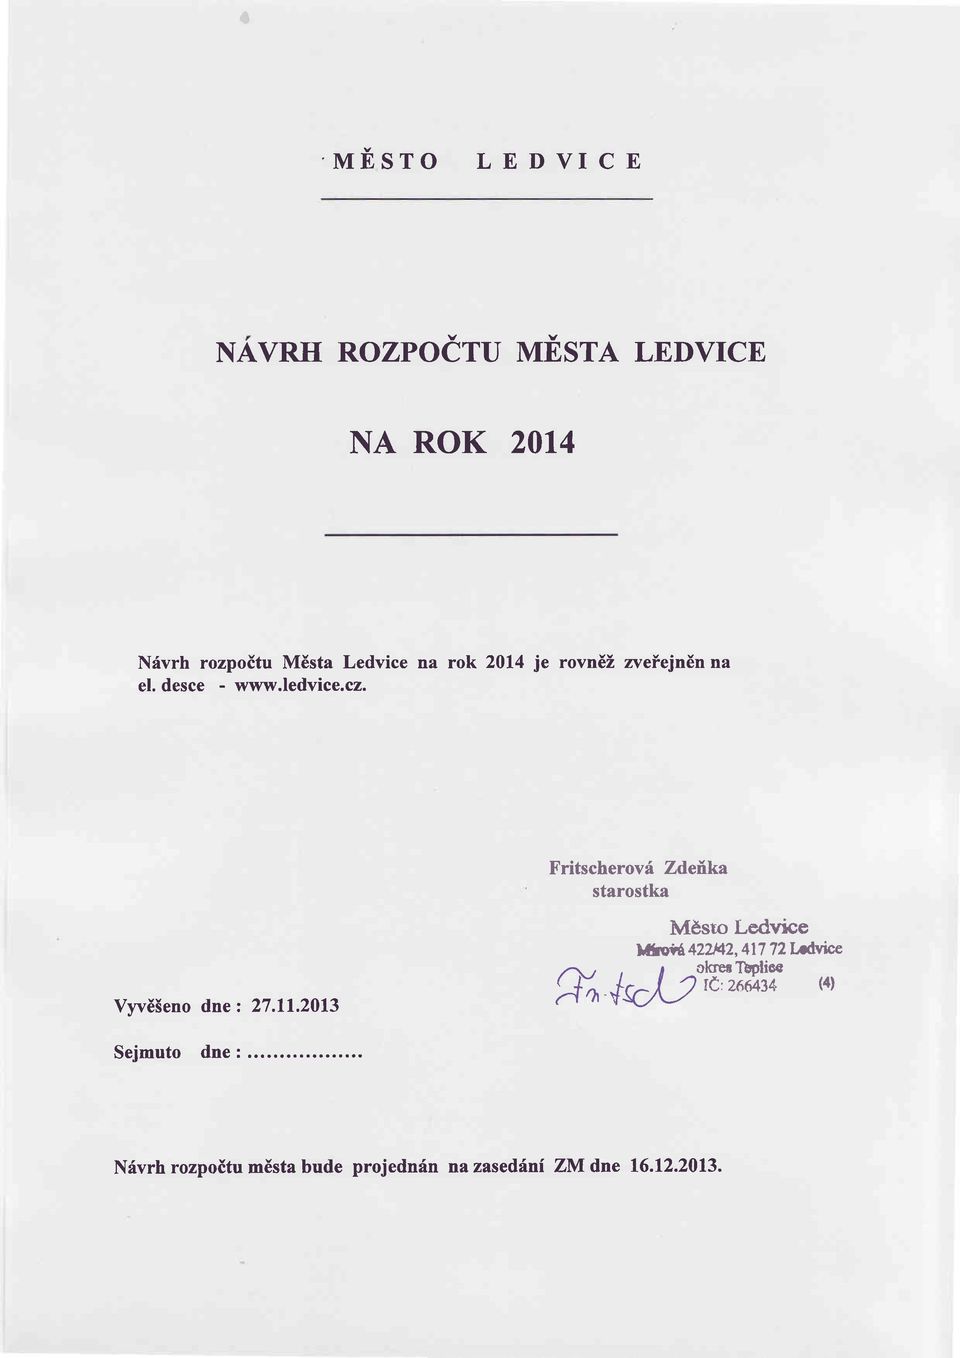 MĚSTO LEDVICE
NÁVRH ROZPOČTU MĚSTA LEDVICE
NA ROK 2014
Návrh rozpočtu Města Ledvice na rok 2014 je rovněž zveřejněn na
el. desce - www.ledvice.cz.
Fritscherová Zdeňka
starostka
Město Ledvice
Mírová 422/42, 417 72 Ledvice
okres Teplice
IČ: 266434 (4)
Vyvěšeno dne : 27.11.2013
Sejmuto dne : ..................
Návrh rozpočtu města bude projednán na zasedání ZM dne 16.12.2013.